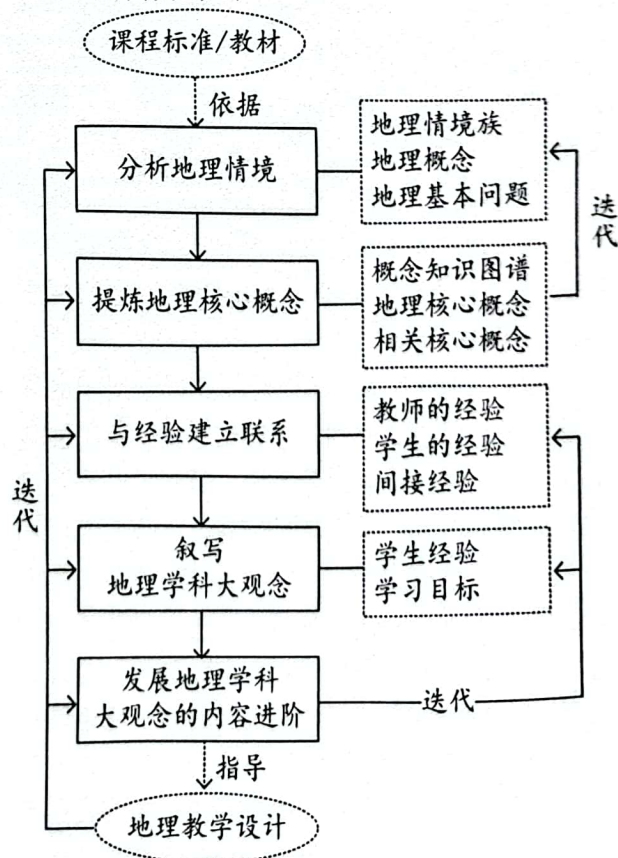 课程标准/教材
依据
分析地理情境
地理情境族
地理概念
地理基本问题
迭代
提炼地理核心概念
概念知识图谱
地理核心概念
相关核心概念
与经验建立联系
教师的经验
学生的经验
间接经验
迭代
叙写
地理学科大观念
学生经验
学习目标
发展地理学科
大观念的内容进阶
迭代
指导
地理教学设计